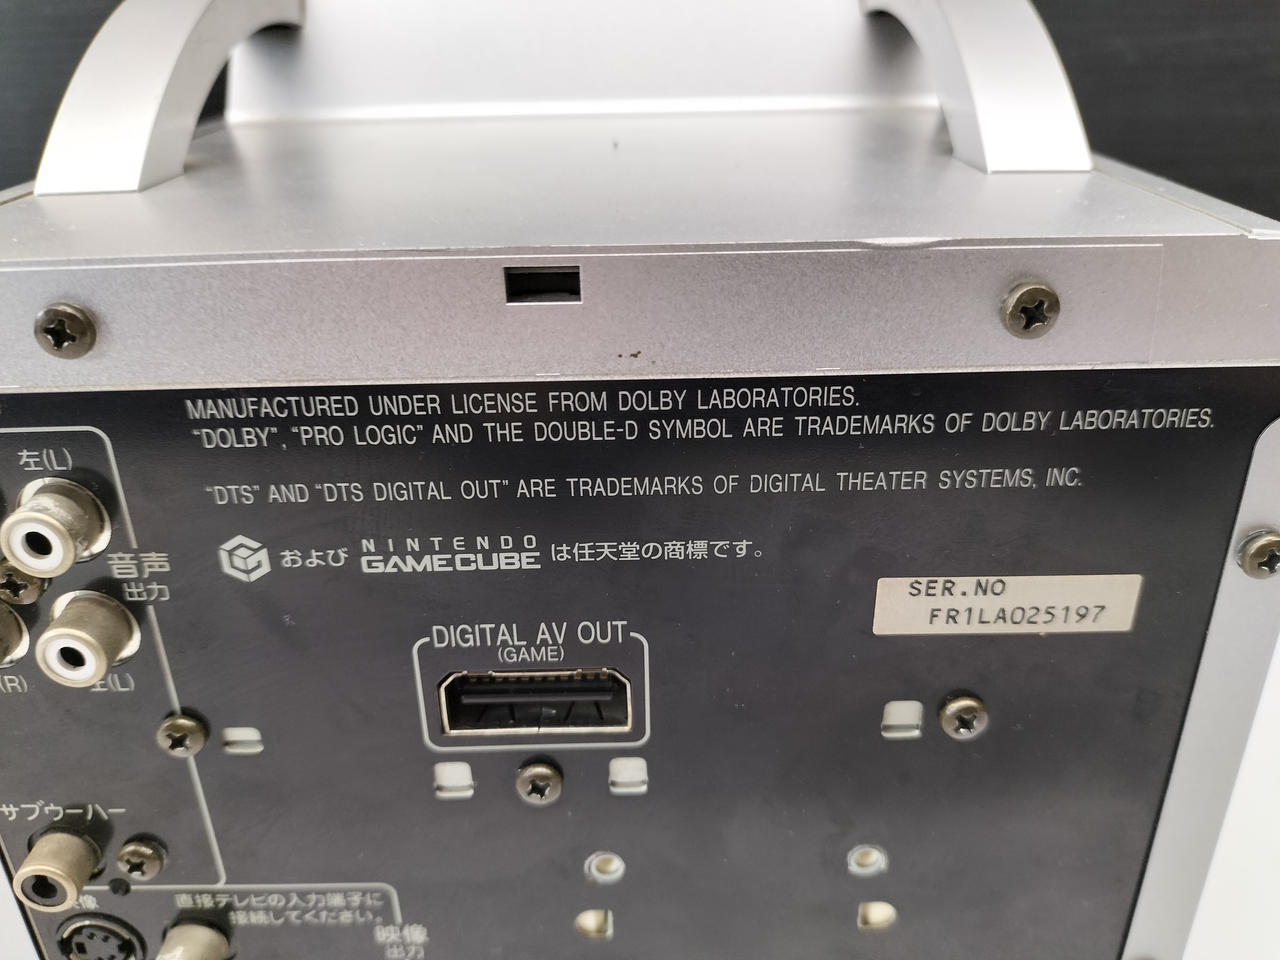 MANUFACTURED UNDER LICENSE FROM DOLBY LABORATORIES.
"DOLBY", "PRO LOGIC" AND THE DOUBLE-D SYMBOL ARE TRADEMARKS OF DOLBY LABORATORIES.
"DTS" AND "DTS DIGITAL OUT" ARE TRADEMARKS OF DIGITAL THEATER SYSTEMS, INC.
および NINTENDO GAMECUBE は任天堂の商標です。
SER.NO
FR1LA025197
DIGITAL AV OUT
(GAME)
左(L)
音声
出力
(R)
左(L)
サブウーハー
直接テレビの入力端子に
接続してください。
映像
出力